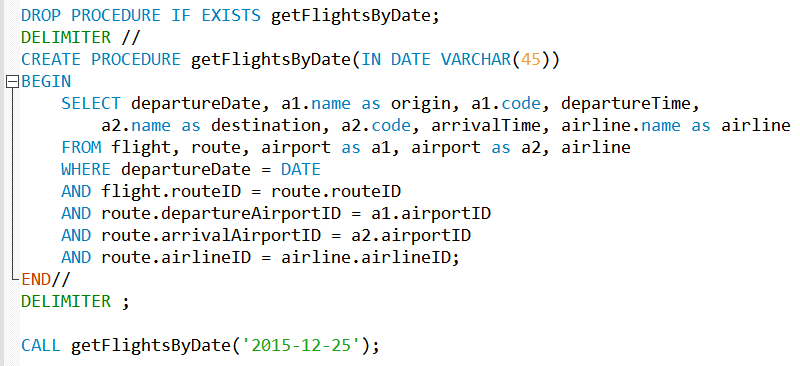 DROP PROCEDURE IF EXISTS getFlightsByDate;
DELIMITER //
CREATE PROCEDURE getFlightsByDate(IN DATE VARCHAR(45))
BEGIN
    SELECT departureDate, a1.name as origin, a1.code, departureTime,
        a2.name as destination, a2.code, arrivalTime, airline.name as airline
    FROM flight, route, airport as a1, airport as a2, airline
    WHERE departureDate = DATE
    AND flight.routeID = route.routeID
    AND route.departureAirportID = a1.airportID
    AND route.arrivalAirportID = a2.airportID
    AND route.airlineID = airline.airlineID;
END//
DELIMITER ;
CALL getFlightsByDate('2015-12-25');